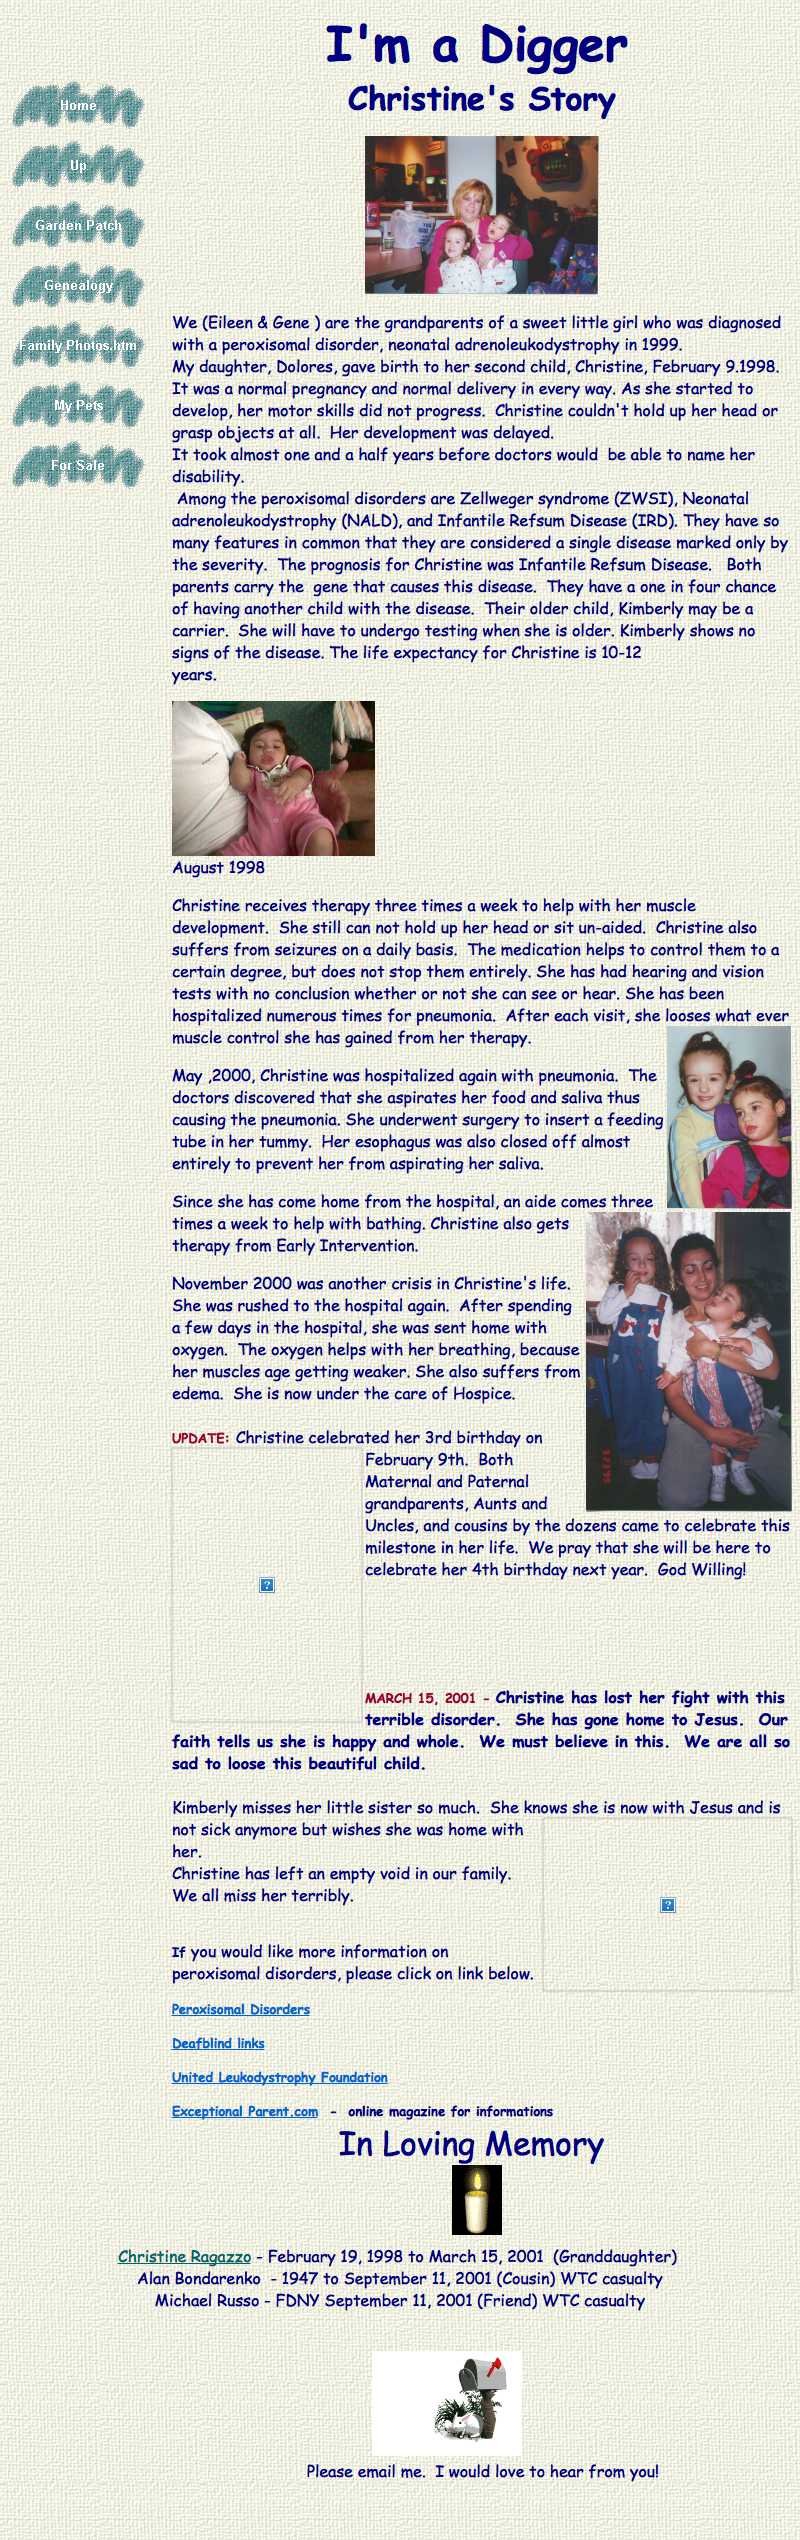 I'm a Digger
Christine's Story
Home
Up
Garden Patch
Genealogy
Family Photos.htm
My Pets
For Sale
We (Eileen & Gene ) are the grandparents of a sweet little girl who was diagnosed
with a peroxisomal disorder, neonatal adrenoleukodystrophy in 1999.
My daughter, Dolores, gave birth to her second child, Christine, February 9.1998.
It was a normal pregnancy and normal delivery in every way. As she started to
develop, her motor skills did not progress.  Christine couldn't hold up her head or
grasp objects at all.  Her development was delayed.
It took almost one and a half years before doctors would  be able to name her
disability.
Among the peroxisomal disorders are Zellweger syndrome (ZWSI), Neonatal
adrenoleukodystrophy (NALD), and Infantile Refsum Disease (IRD). They have so
many features in common that they are considered a single disease marked only by
the severity.  The prognosis for Christine was Infantile Refsum Disease.   Both
parents carry the  gene that causes this disease.  They have a one in four chance
of having another child with the disease.  Their older child, Kimberly may be a
carrier.  She will have to undergo testing when she is older. Kimberly shows no
signs of the disease. The life expectancy for Christine is 10-12
years.
August 1998
Christine receives therapy three times a week to help with her muscle
development.  She still can not hold up her head or sit un-aided.  Christine also
suffers from seizures on a daily basis.  The medication helps to control them to a
certain degree, but does not stop them entirely. She has had hearing and vision
tests with no conclusion whether or not she can see or hear. She has been
hospitalized numerous times for pneumonia.  After each visit, she looses what ever
muscle control she has gained from her therapy.
May ,2000, Christine was hospitalized again with pneumonia.  The
doctors discovered that she aspirates her food and saliva thus
causing the pneumonia. She underwent surgery to insert a feeding
tube in her tummy.  Her esophagus was also closed off almost
entirely to prevent her from aspirating her saliva.
Since she has come home from the hospital, an aide comes three
times a week to help with bathing. Christine also gets
therapy from Early Intervention.
November 2000 was another crisis in Christine's life.
She was rushed to the hospital again.  After spending
a few days in the hospital, she was sent home with
oxygen.  The oxygen helps with her breathing, because
her muscles age getting weaker. She also suffers from
edema.  She is now under the care of Hospice.
UPDATE: Christine celebrated her 3rd birthday on
February 9th.  Both
Maternal and Paternal
grandparents, Aunts and
Uncles, and cousins by the dozens came to celebrate this
milestone in her life.  We pray that she will be here to
celebrate her 4th birthday next year.  God Willing!
MARCH 15, 2001 - Christine has lost her fight with this
terrible disorder.  She has gone home to Jesus.  Our
faith tells us she is happy and whole.  We must believe in this.  We are all so
sad to loose this beautiful child.
Kimberly misses her little sister so much.  She knows she is now with Jesus and is
not sick anymore but wishes she was home with
her.
Christine has left an empty void in our family.
We all miss her terribly.
If you would like more information on
peroxisomal disorders, please click on link below.
Peroxisomal Disorders
Deafblind links
United Leukodystrophy Foundation
Exceptional Parent.com  -  online magazine for informations
In Loving Memory
Christine Ragazzo - February 19, 1998 to March 15, 2001  (Granddaughter)
Alan Bondarenko  - 1947 to September 11, 2001 (Cousin) WTC casualty
Michael Russo - FDNY September 11, 2001 (Friend) WTC casualty
Please email me.  I would love to hear from you!